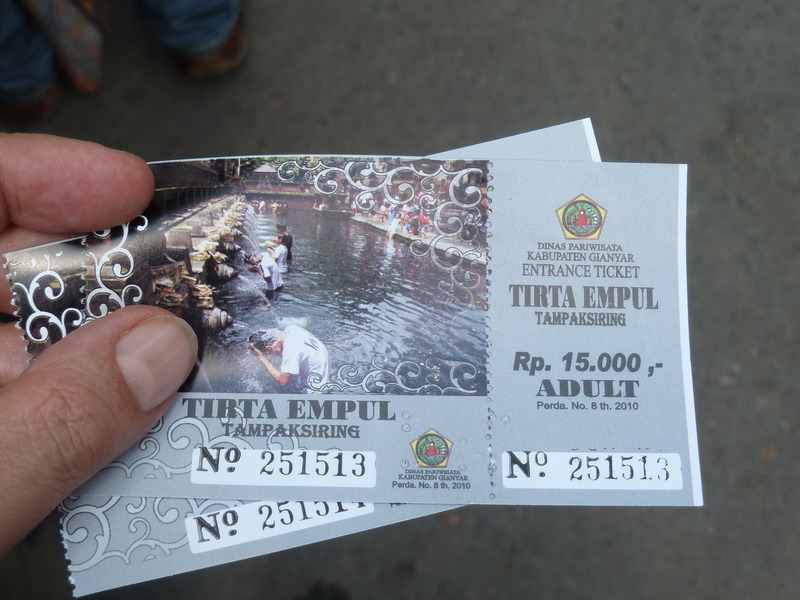 TIRTA EMPUL
TAMPAKSIRING
Nº 251513
DINAS PARIWISATA
KABUPATEN GIANYAR
Perda. No. 8 th. 2010
DINAS PARIWISATA
KABUPATEN GIANYAR
ENTRANCE TICKET
TIRTA EMPUL
TAMPAKSIRING
Rp. 15.000 ,-
ADULT
Perda. No. 8 th. 2010
Nº 251513
Nº